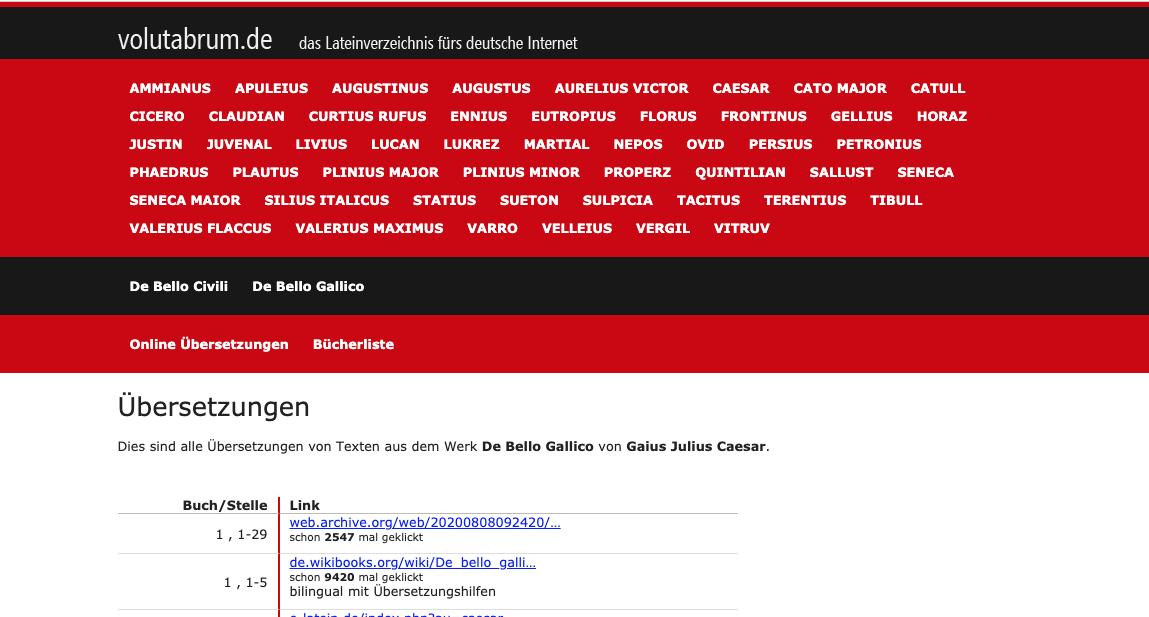 volutabrum.de das Lateinverzeichnis fürs deutsche Internet
AMMIANUS APULEIUS AUGUSTINUS AUGUSTUS AURELIUS VICTOR CAESAR CATO MAJOR CATULL
CICERO CLAUDIAN CURTIUS RUFUS ENNIUS EUTROPIUS FLORUS FRONTINUS GELLIUS HORAZ
JUSTIN JUVENAL LIVIUS LUCAN LUKREZ MARTIAL NEPOS OVID PERSIUS PETRONIUS
PHAEDRUS PLAUTUS PLINIUS MAJOR PLINIUS MINOR PROPERZ QUINTILIAN SALLUST SENECA
SENECA MAIOR SILIUS ITALICUS STATIUS SUETON SULPICIA TACITUS TERENTIUS TIBULL
VALERIUS FLACCUS VALERIUS MAXIMUS VARRO VELLEIUS VERGIL VITRUV
De Bello Civili De Bello Gallico
Online Übersetzungen Bücherliste
Übersetzungen
Dies sind alle Übersetzungen von Texten aus dem Werk De Bello Gallico von Gaius Julius Caesar.
Buch/Stelle Link
1 , 1-29 web.archive.org/web/20200808092420/...
schon 2547 mal geklickt
1 , 1-5 de.wikibooks.org/wiki/De_bello_galli...
schon 9420 mal geklickt
bilingual mit Übersetzungshilfen